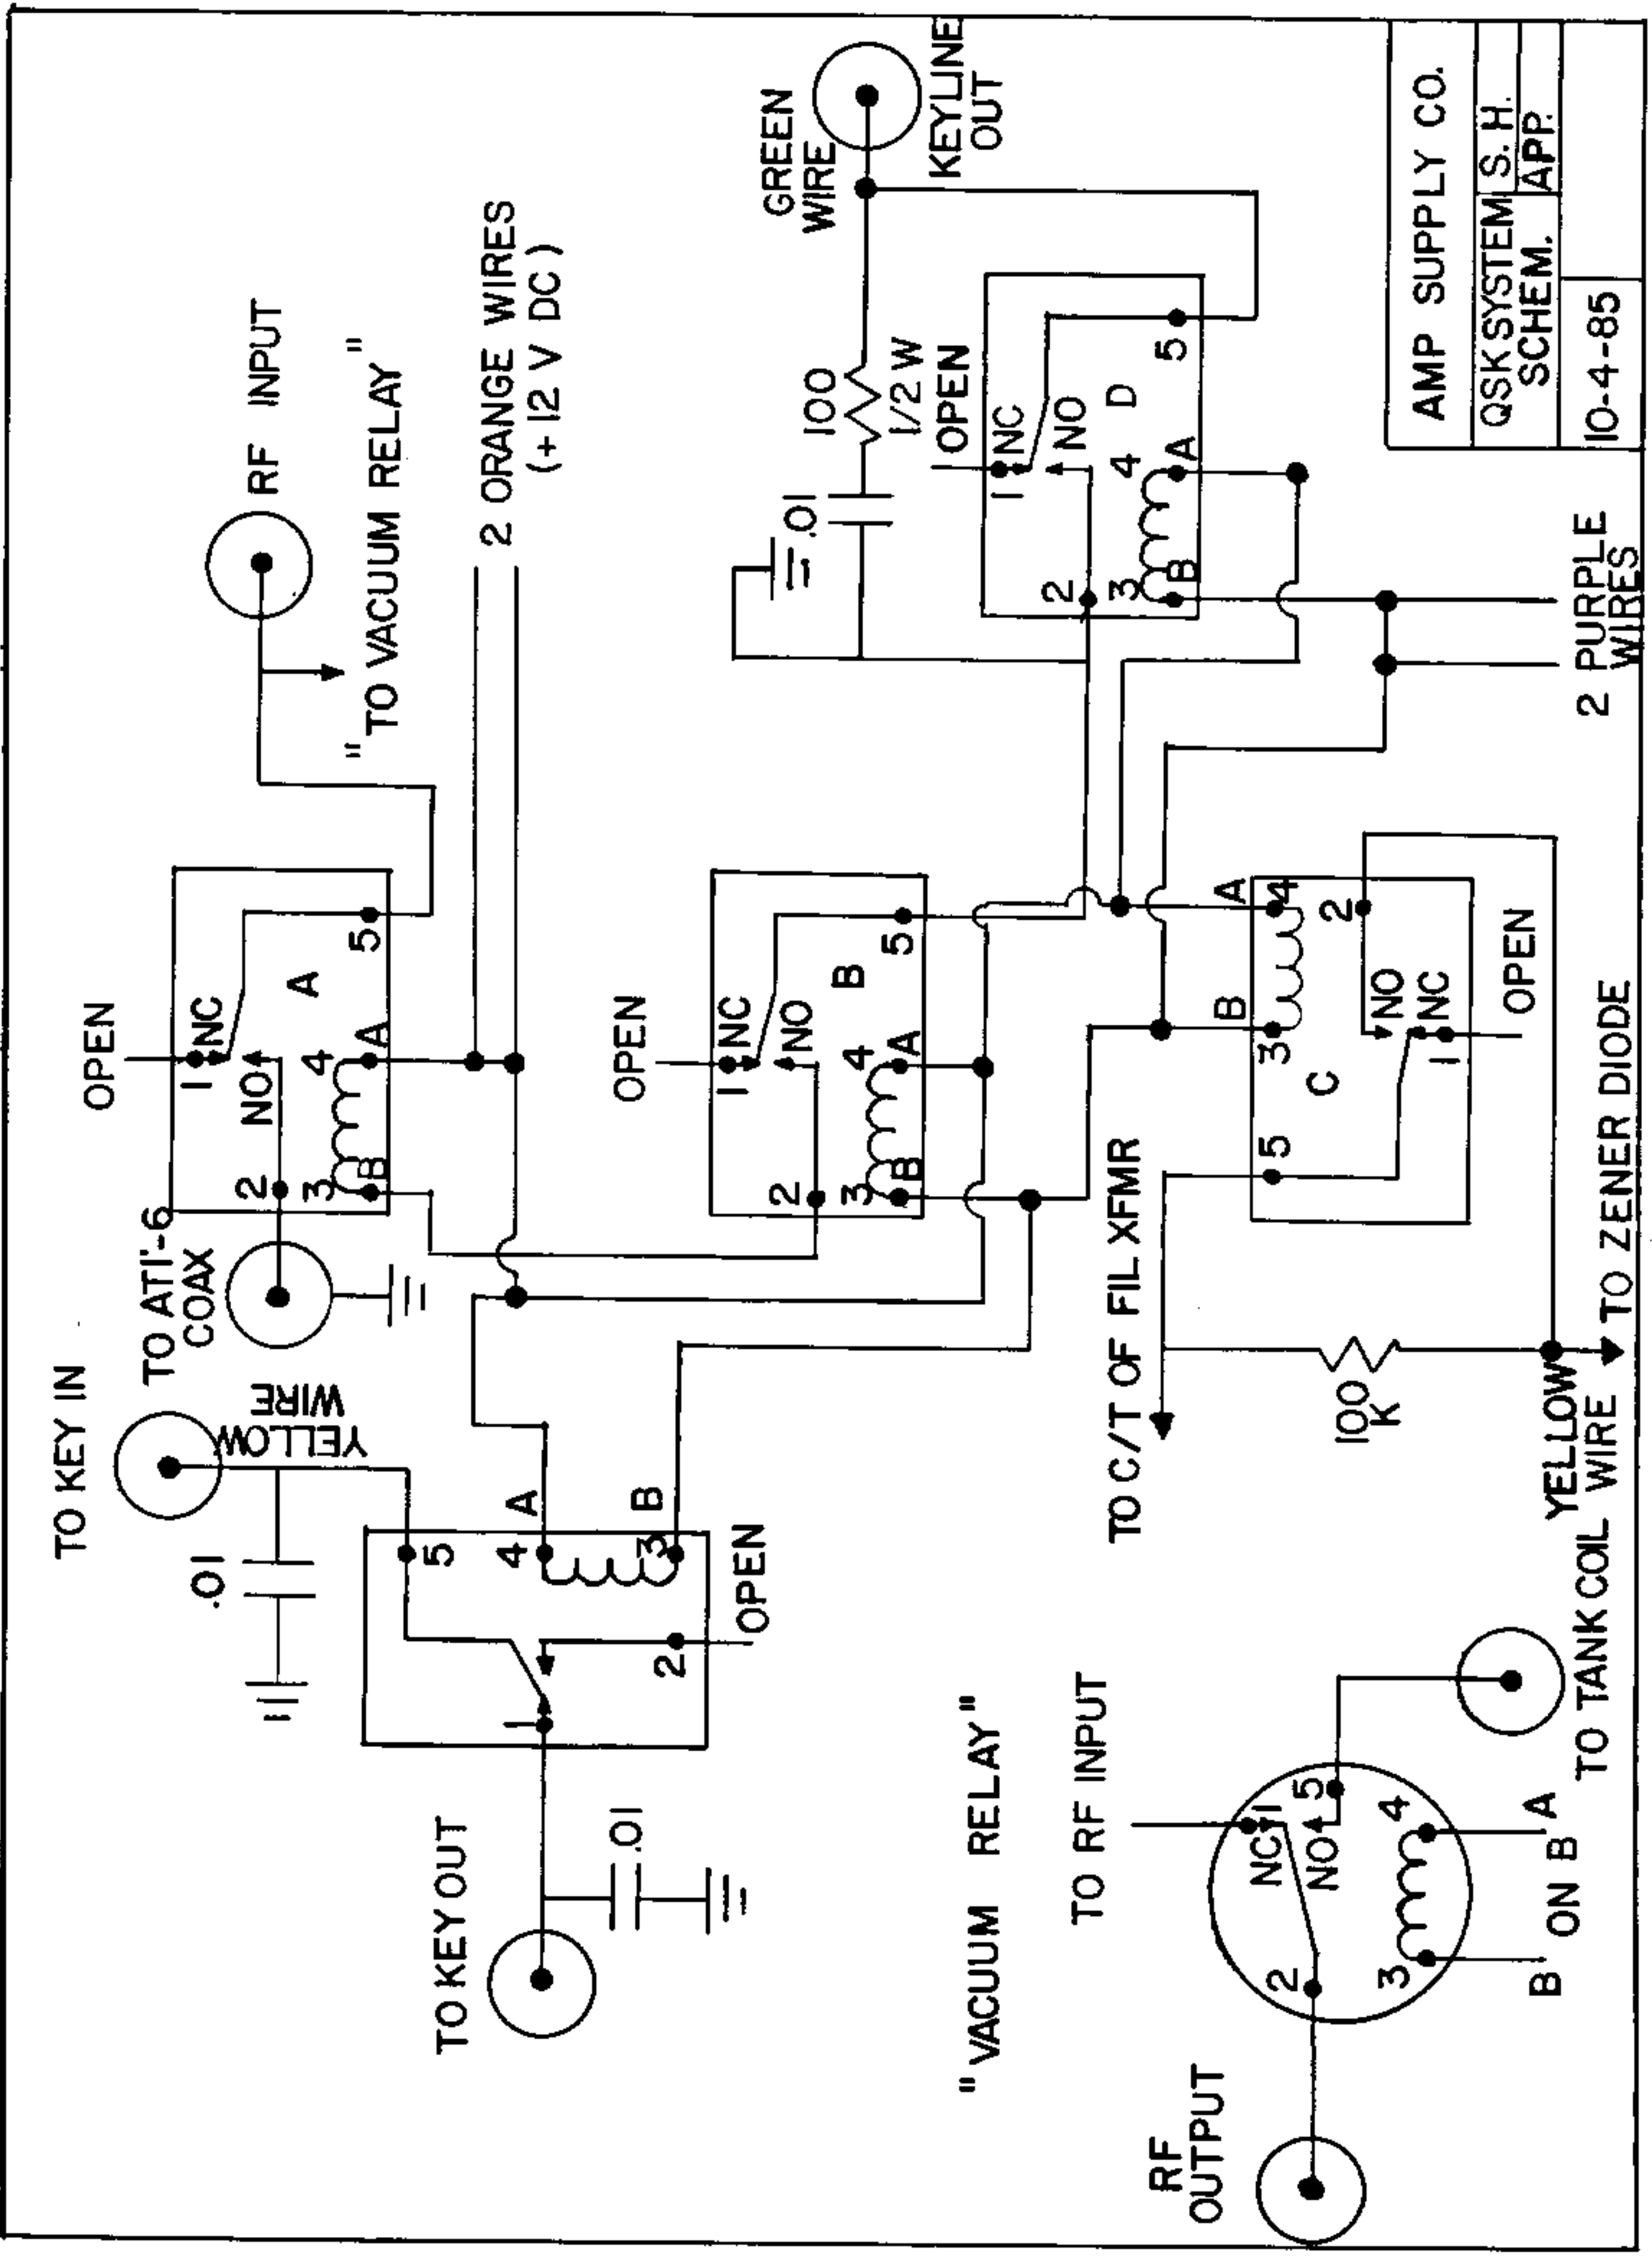 TO KEY IN
.01
YELLOW
WIRE
TO KEY OUT
.01
1
2
3
4
5
A
B
OPEN
TO ATI'-6
COAX
OPEN
1
NC
NO
2
3
4
5
A
A
B
RF INPUT
"TO VACUUM RELAY"
2 ORANGE WIRES
(+12 V DC)
OPEN
1
NC
NO
2
3
4
5
B
A
B
GREEN
WIRE
KEYLINE
OUT
100
1/2 W
.01
OPEN
1
NC
NO
2
3
4
5
D
A
B
2 PURPLE
WIRES
TO C/T OF FIL XFMR
100
K
5
C
B
A
3
4
2
NO
NC
1
OPEN
YELLOW
WIRE
TO ZENER DIODE
"VACUUM RELAY"
TO RF INPUT
RF
OUTPUT
NC
1
NO
5
2
3
4
B
A
ON B
TO TANK COIL
AMP SUPPLY CO.
QSK SYSTEM
SCHEM.
S. H.
APP.
10-4-85